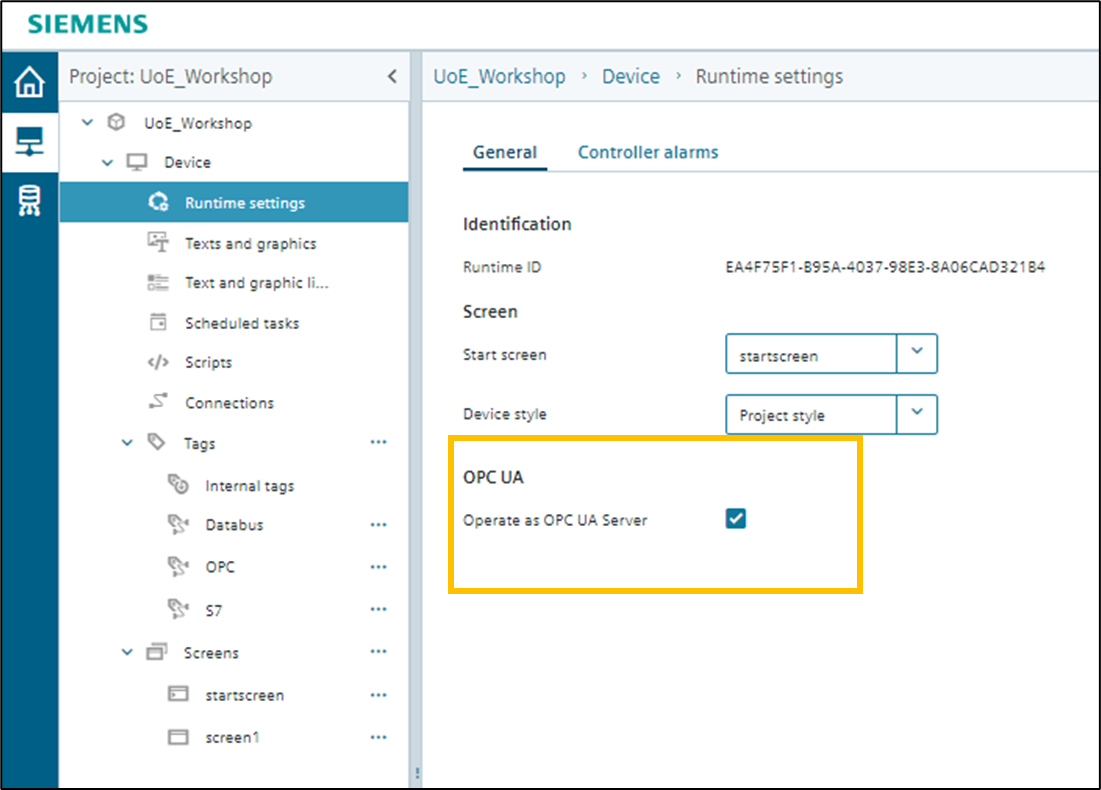 SIEMENS
Project: UoE_Workshop
UoE_Workshop
Device
Runtime settings
Texts and graphics
Text and graphic li...
Scheduled tasks
Scripts
Connections
Tags
Internal tags
Databus
OPC
S7
Screens
startscreen
screen1
UoE_Workshop › Device › Runtime settings
General Controller alarms
Identification
Runtime ID EA4F75F1-B95A-4037-98E3-8A06CAD321B4
Screen
Start screen startscreen
Device style Project style
OPC UA
Operate as OPC UA Server